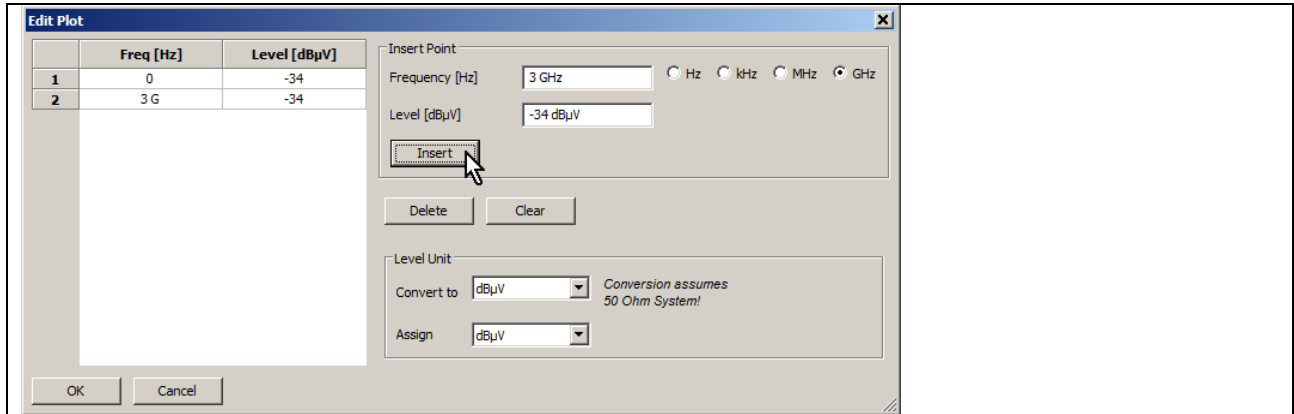 Edit Plot
Freq [Hz] Level [dBµV]
1 0 -34
2 3 G -34
Insert Point
Frequency [Hz] 3 GHz Hz kHz MHz GHz
Level [dBµV] -34 dBµV
Insert
Delete Clear
Level Unit
Convert to dBµV Conversion assumes
50 Ohm System!
Assign dBµV
OK Cancel